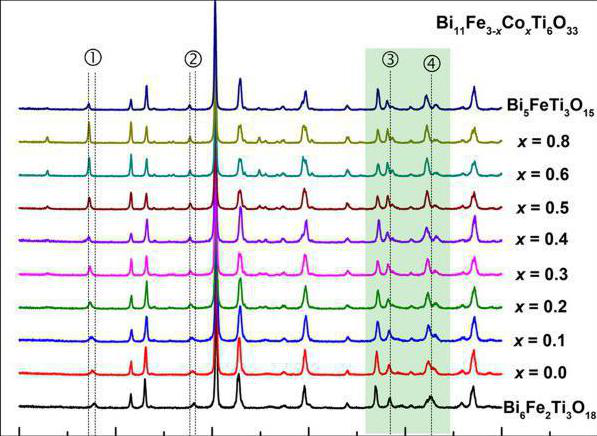 Bi₁₁Fe₃₋ₓCoₓTi₆O₃₃
① ② ③ ④
Bi₅FeTi₃O₁₅
x = 0.8
x = 0.6
x = 0.5
x = 0.4
x = 0.3
x = 0.2
x = 0.1
x = 0.0
Bi₆Fe₂Ti₃O₁₈